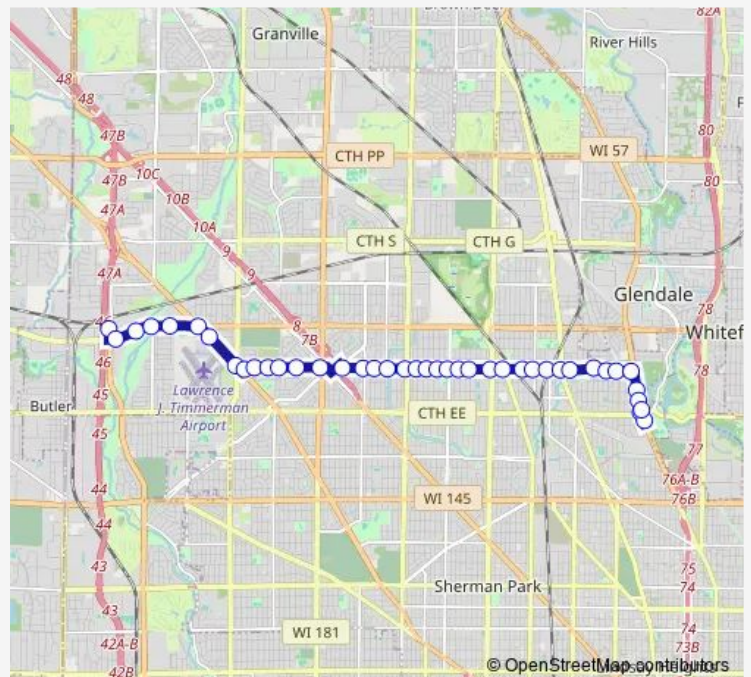 82A
Granville
River Hills
48
48
47B
80
CTH PP
WI 57
47B
10C
80
10B
47A
10A
CTH S
CTH G
9
47A
9
Glendale
78
8
7B
Whitef
46
78
45
Lawrence
J. Timmerman
Airport
Butler
CTH EE
45
77
76A-B
44
WI 145
76B
44
43
75
74
Sherman Park
43
74
WI 181
42A-B
73B
42B
© OpenStreetMap contributors